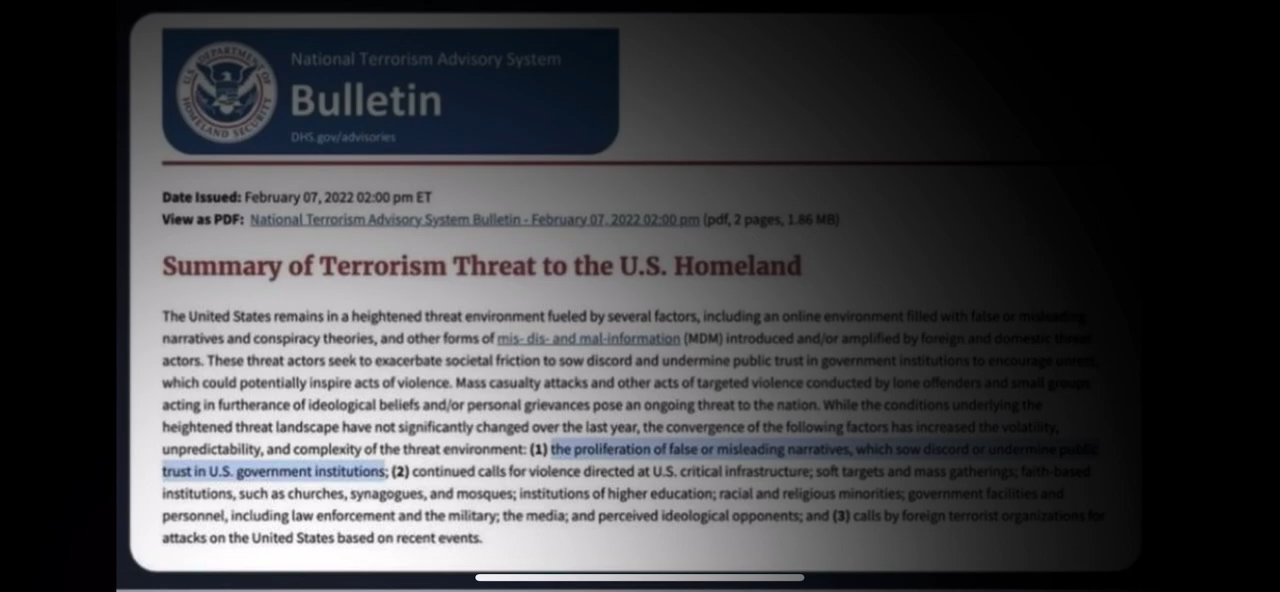 U.S. DEPARTMENT OF HOMELAND SECURITY
National Terrorism Advisory System
Bulletin
DHS.gov/advisories
Date Issued: February 07, 2022 02:00 pm ET
View as PDF: National Terrorism Advisory System Bulletin - February 07, 2022 02:00 pm (pdf, 2 pages, 1.86 MB)
Summary of Terrorism Threat to the U.S. Homeland
The United States remains in a heightened threat environment fueled by several factors, including an online environment filled with false or misleading
narratives and conspiracy theories, and other forms of mis- dis- and mal-information (MDM) introduced and/or amplified by foreign and domestic threat
actors. These threat actors seek to exacerbate societal friction to sow discord and undermine public trust in government institutions to encourage unrest,
which could potentially inspire acts of violence. Mass casualty attacks and other acts of targeted violence conducted by lone offenders and small groups
acting in furtherance of ideological beliefs and/or personal grievances pose an ongoing threat to the nation. While the conditions underlying the
heightened threat landscape have not significantly changed over the last year, the convergence of the following factors has increased the volatility,
unpredictability, and complexity of the threat environment: (1) the proliferation of false or misleading narratives, which sow discord or undermine public
trust in U.S. government institutions; (2) continued calls for violence directed at U.S. critical infrastructure; soft targets and mass gatherings; faith-based
institutions, such as churches, synagogues, and mosques; institutions of higher education; racial and religious minorities; government facilities and
personnel, including law enforcement and the military; the media; and perceived ideological opponents; and (3) calls by foreign terrorist organizations for
attacks on the United States based on recent events.